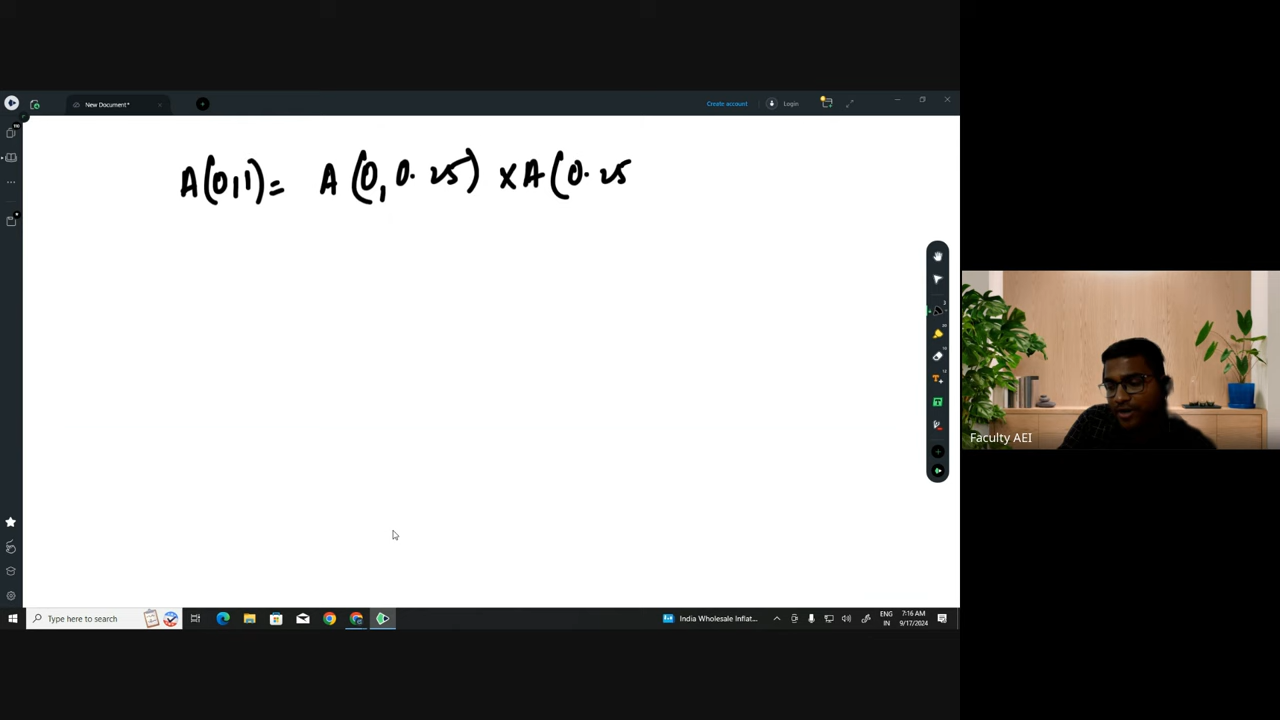 New Document*
Create account
Login
A(0,1)= A(0, 0.25) x A(0.25
Faculty AEI
Type here to search
India Wholesale Inflat...
ENG
IN
7:16 AM
9/17/2024